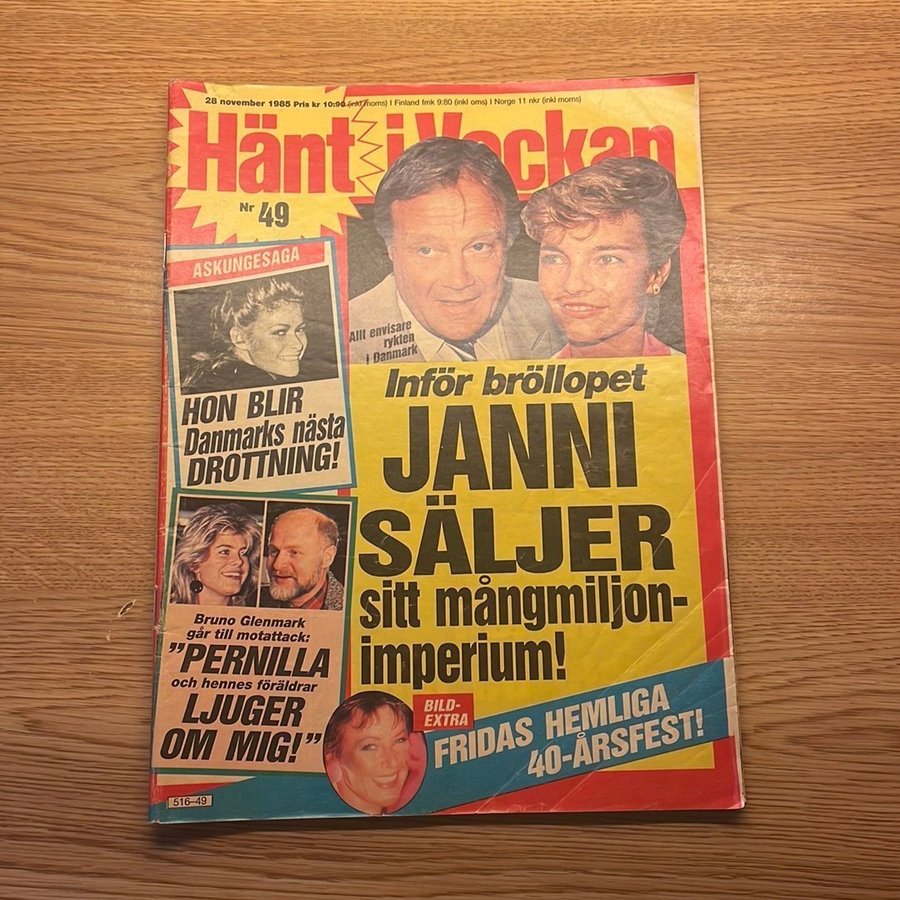 28 november 1985 Pris kr 10:90 (inkl moms) I Finland fmk 9:80 (inkl oms) I Norge 11 nkr (inkl moms)
Hänt i Veckan
Nr 49
ASKUNGESAGA
HON BLIR
Danmarks nästa
DROTTNING!
Allt envisare
rykten
i Danmark
Inför bröllopet
JANNI
SÄLJER
sitt mångmiljon-
imperium!
Bruno Glenmark
går till motattack:
"PERNILLA
och hennes föräldrar
LJUGER
OM MIG!"
BILD-
EXTRA
FRIDAS HEMLIGA
40-ÅRSFEST!
516-49